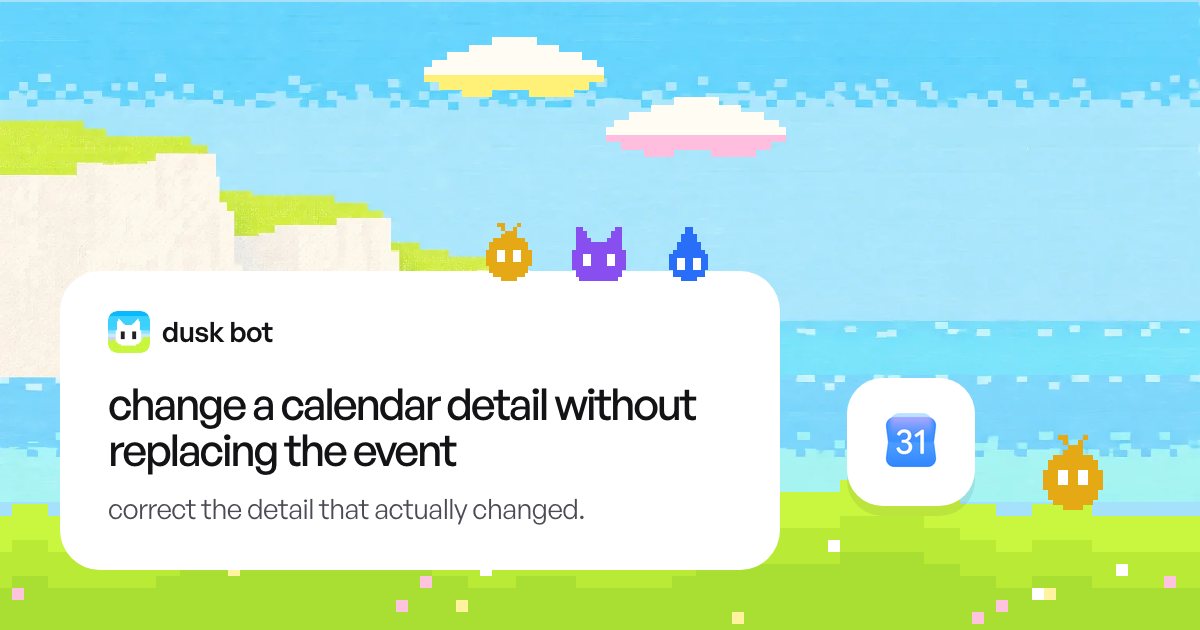 dusk bot
change a calendar detail without
replacing the event
correct the detail that actually changed.
31